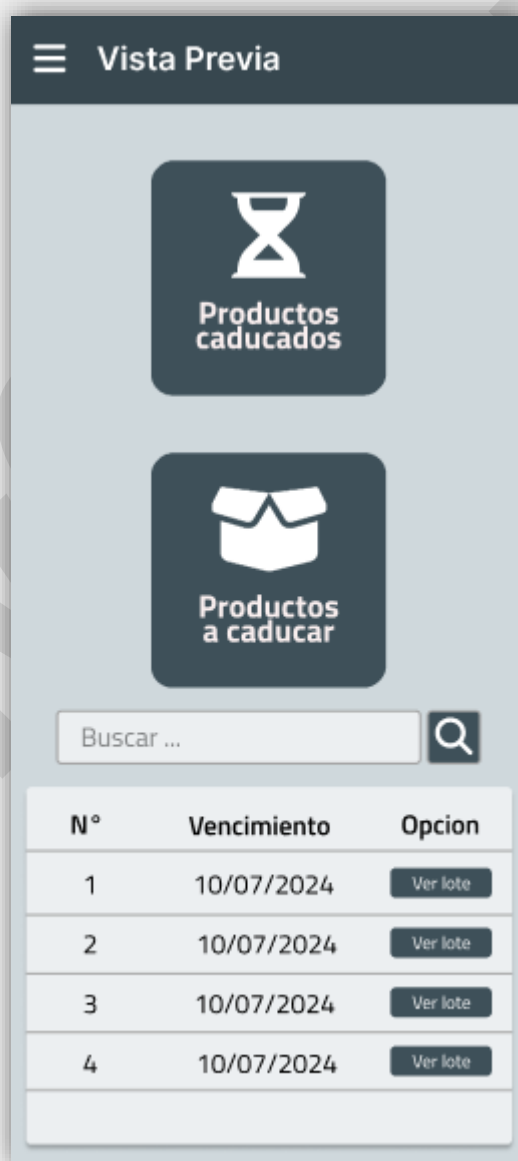 Vista Previa
Productos
caducados
Productos
a caducar
Buscar ...
N° Vencimiento Opcion
1 10/07/2024 Ver lote
2 10/07/2024 Ver lote
3 10/07/2024 Ver lote
4 10/07/2024 Ver lote